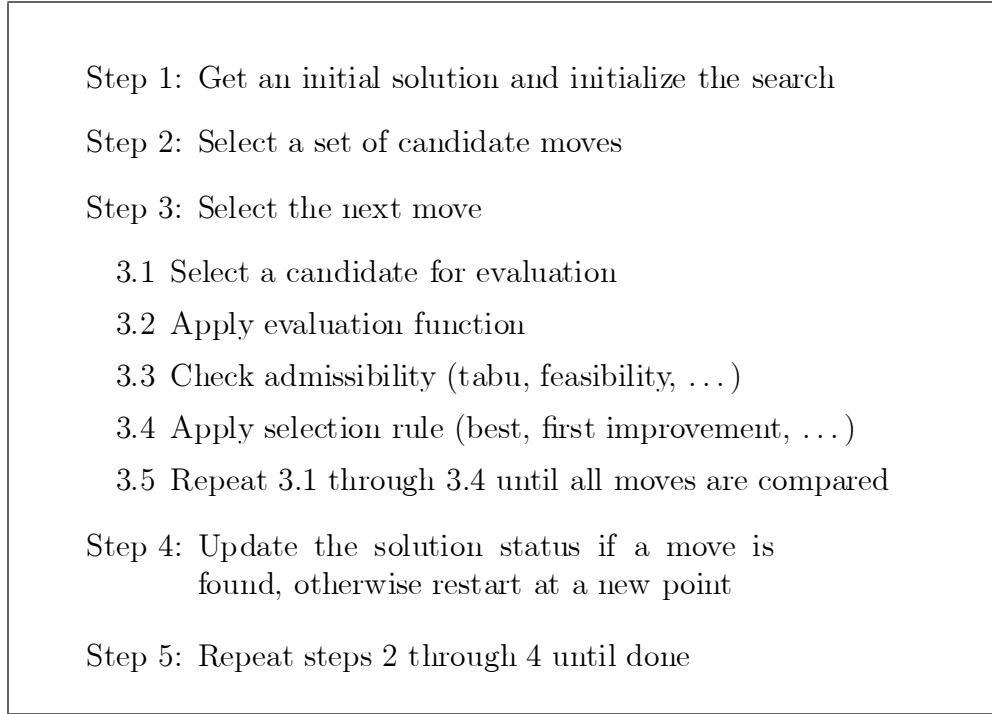 Step 1: Get an initial solution and initialize the search
Step 2: Select a set of candidate moves
Step 3: Select the next move
3.1 Select a candidate for evaluation
3.2 Apply evaluation function
3.3 Check admissibility (tabu, feasibility, ...)
3.4 Apply selection rule (best, first improvement, ...)
3.5 Repeat 3.1 through 3.4 until all moves are compared
Step 4: Update the solution status if a move is
found, otherwise restart at a new point
Step 5: Repeat steps 2 through 4 until done